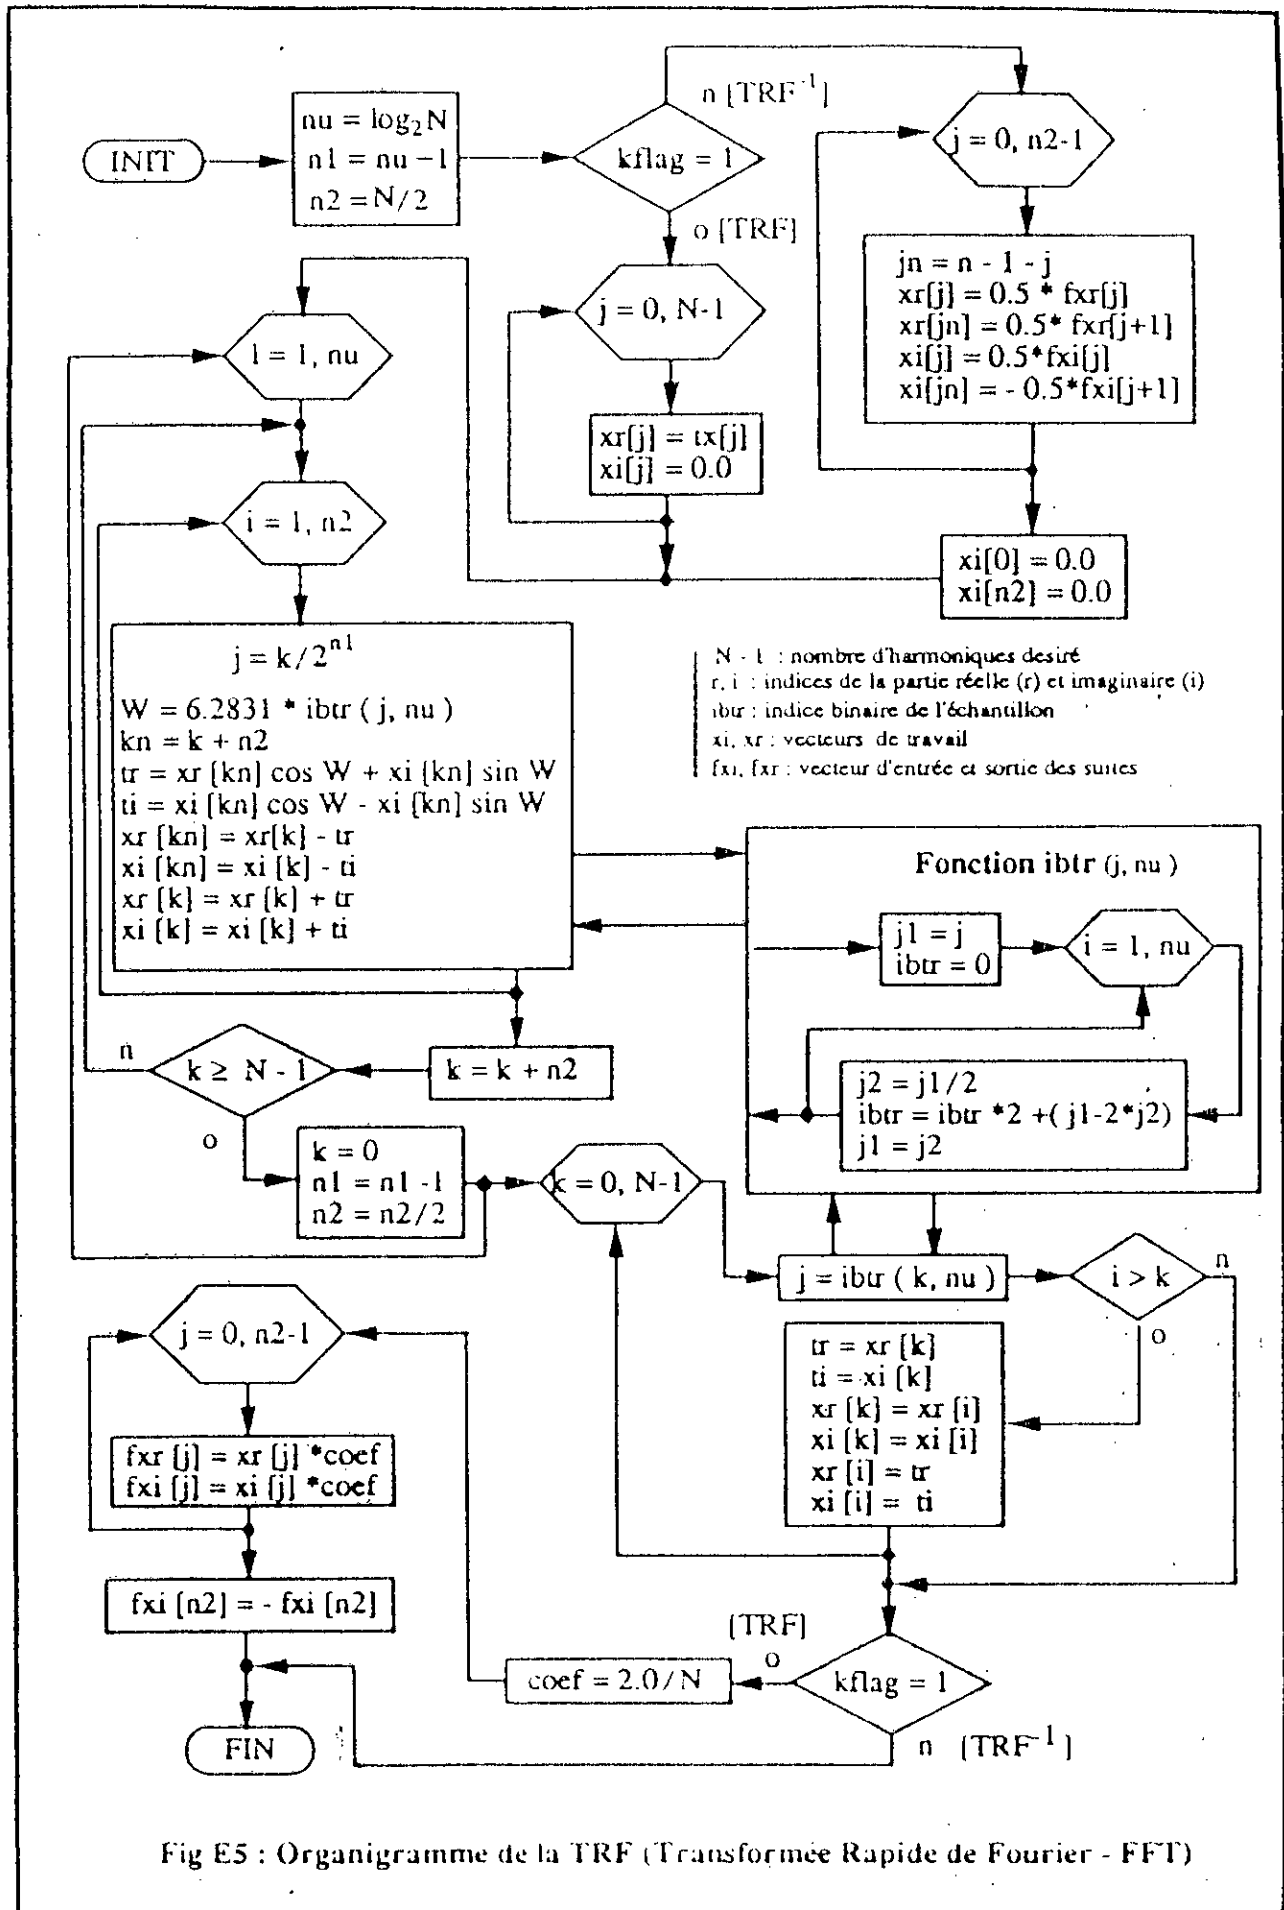 INIT
nu = log₂N
n1 = nu -1
n2 = N/2
kflag = 1
n [TRF⁻¹]
o [TRF]
j = 0, n2-1
jn = n - 1 - j
xr[j] = 0.5 * fxr[j]
xr[jn] = 0.5* fxr[j+1]
xi[j] = 0.5*fxi[j]
xi[jn] = - 0.5*fxi[j+1]
j = 0, N-1
xr[j] = tx[j]
xi[j] = 0.0
xi[0] = 0.0
xi[n2] = 0.0
l = 1, nu
i = 1, n2
j = k/2ⁿ¹
W = 6.2831 * ibtr ( j, nu )
kn = k + n2
tr = xr [kn] cos W + xi [kn] sin W
ti = xi [kn] cos W - xi [kn] sin W
xr [kn] = xr[k] - tr
xi [kn] = xi [k] - ti
xr [k] = xr [k] + tr
xi [k] = xi [k] + ti
N - 1 : nombre d'harmoniques desiré
r, i : indices de la partie réelle (r) et imaginaire (i)
ibtr : indice binaire de l'échantillon
xi, xr : vecteurs de travail
fxi, fxr : vecteur d'entrée et sortie des suites
Fonction ibtr (j, nu )
j1 = j
ibtr = 0
i = 1, nu
j2 = j1/2
ibtr = ibtr *2 +( j1-2*j2)
j1 = j2
n
k ≥ N - 1
k = k + n2
o
k = 0
n1 = n1 -1
n2 = n2/2
k = 0, N-1
j = ibtr ( k, nu )
i > k
n
o
tr = xr [k]
ti = xi [k]
xr [k] = xr [i]
xi [k] = xi [i]
xr [i] = tr
xi [i] = ti
j = 0, n2-1
fxr [j] = xr [j] *coef
fxi [j] = xi [j] *coef
fxi [n2] = - fxi [n2]
[TRF]
o
coef = 2.0/N
kflag = 1
n [TRF⁻¹]
FIN
Fig E5 : Organigramme de la TRF (Transformée Rapide de Fourier - FFT)